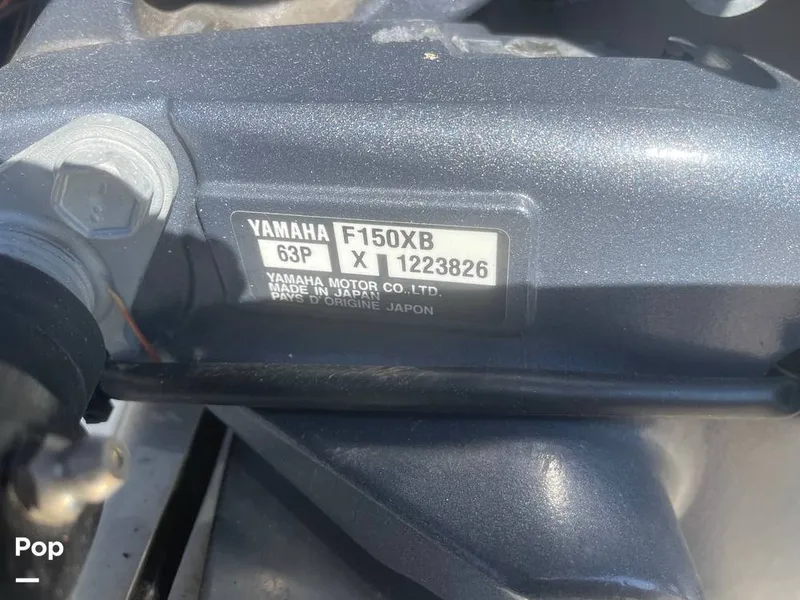 YAMAHA F150XB
63P X 1223826
YAMAHA MOTOR CO.,LTD.
MADE IN JAPAN
PAYS D'ORIGINE JAPON
Pop